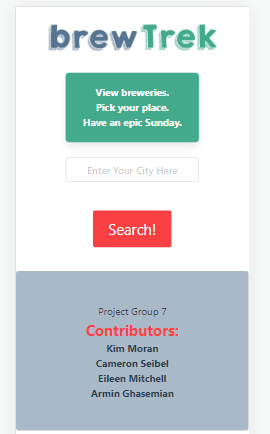 brewTrek
View breweries.
Pick your place.
Have an epic Sunday.
Enter Your City Here
Search!
Project Group 7
Contributors:
Kim Moran
Cameron Seibel
Eileen Mitchell
Armin Ghasemian